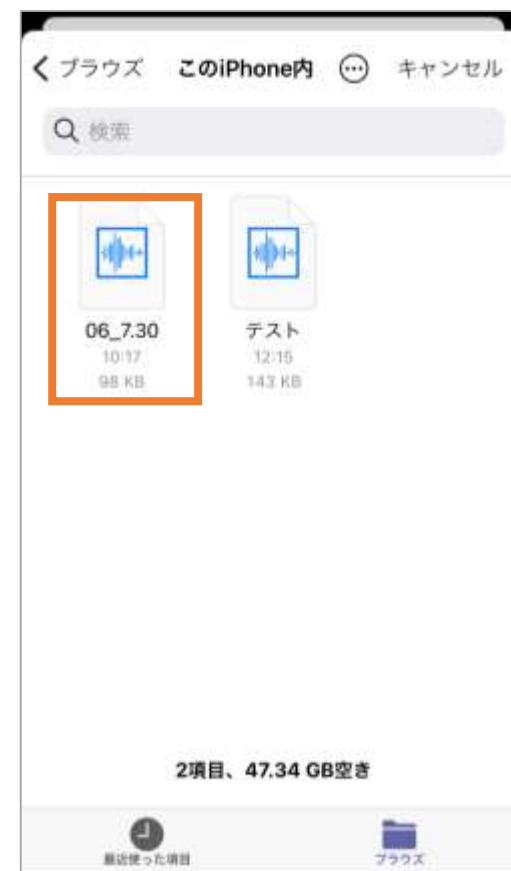 ブラウズ このiPhone内 キャンセル
検索
06_7.30 テスト
10:17 12:15
98 KB 143 KB
2項目、47.34 GB空き
最近使った項目 ブラウズ